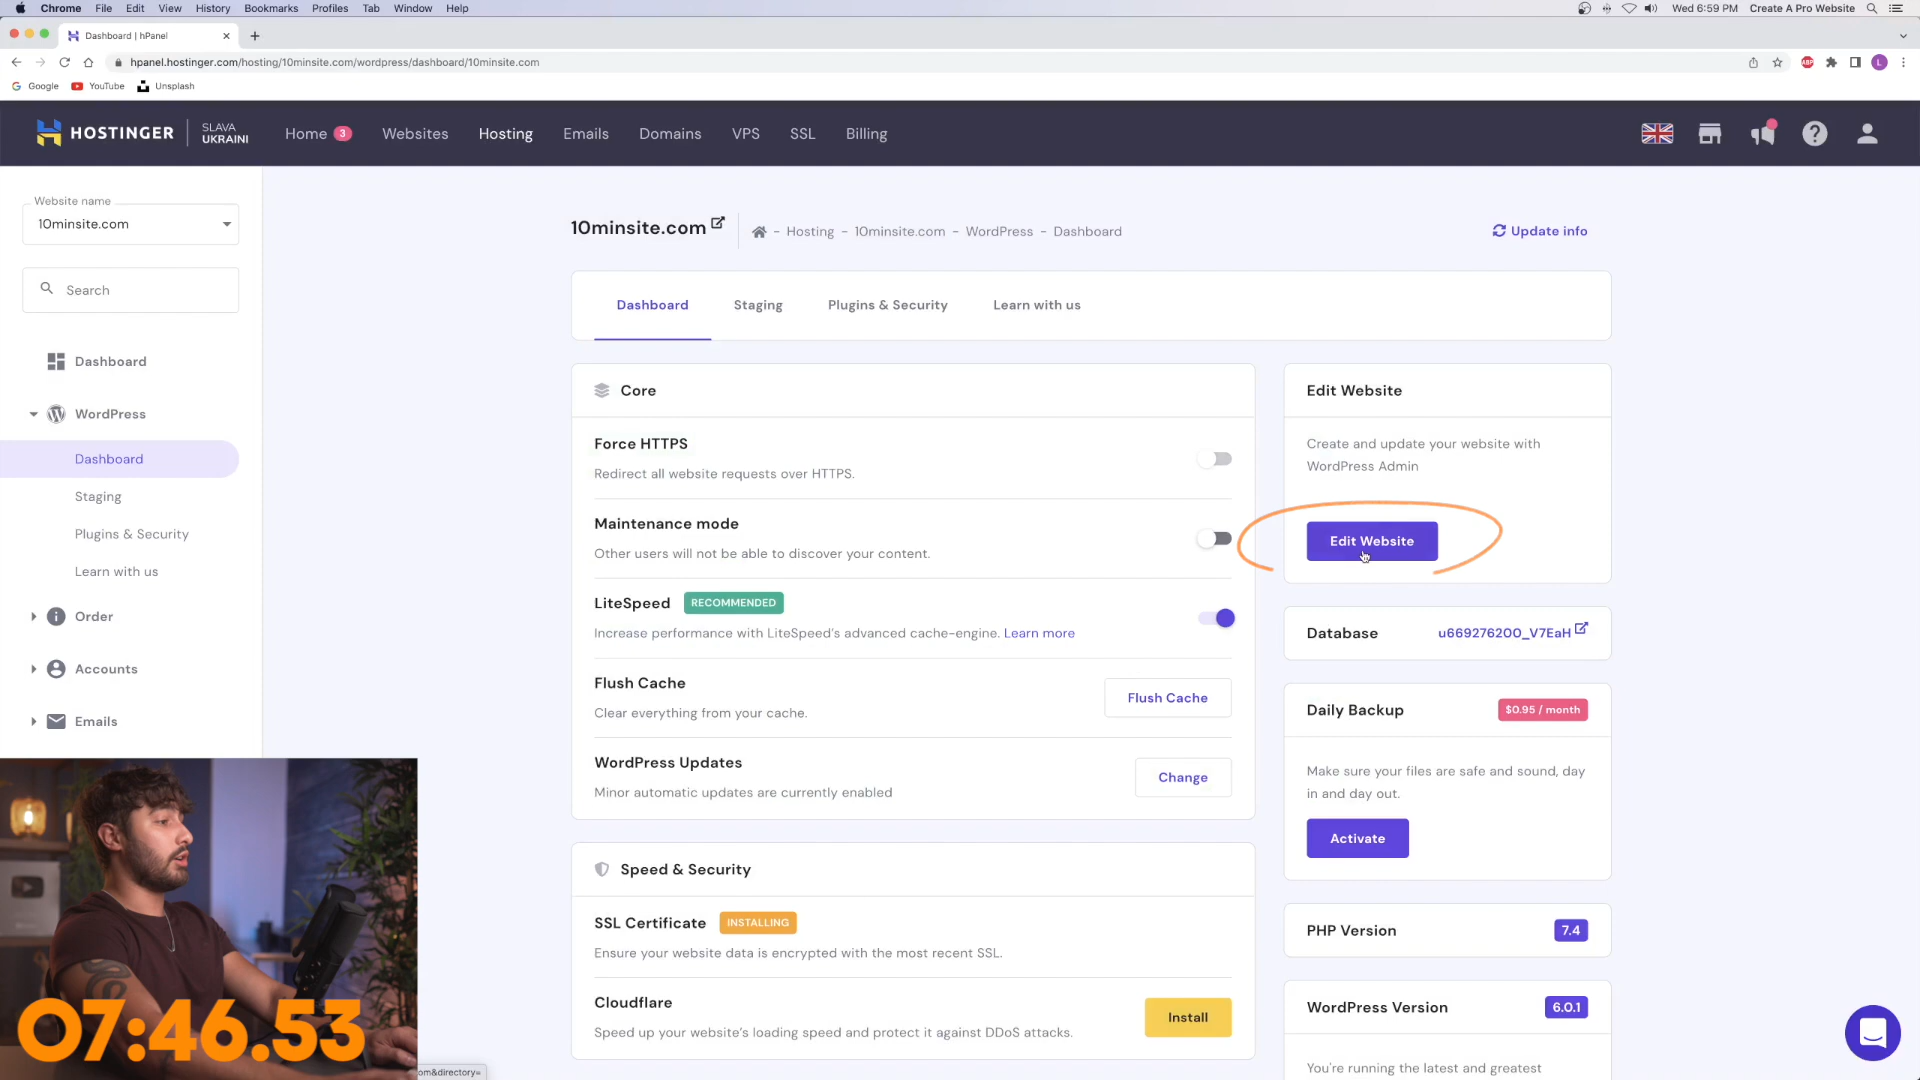 Chrome File Edit View History Bookmarks Profiles Tab Window Help
Wed 6:59 PM Create A Pro Website
Dashboard | hPanel
hpanel.hostinger.com/hosting/10minsite.com/wordpress/dashboard/10minsite.com
ABP
L
Google YouTube Unsplash
HOSTINGER
SLAVA
UKRAINI
Home 3 Websites Hosting Emails Domains VPS SSL Billing
Website name
10minsite.com
Search
Dashboard
WordPress
Dashboard
Staging
Plugins & Security
Learn with us
Order
Accounts
Emails
10minsite.com
- Hosting - 10minsite.com - WordPress - Dashboard
Update info
Dashboard Staging Plugins & Security Learn with us
Core
Force HTTPS
Redirect all website requests over HTTPS.
Maintenance mode
Other users will not be able to discover your content.
LiteSpeed RECOMMENDED
Increase performance with LiteSpeed's advanced cache-engine. Learn more
Flush Cache
Clear everything from your cache.
Flush Cache
WordPress Updates
Minor automatic updates are currently enabled
Change
Speed & Security
SSL Certificate INSTALLING
Ensure your website data is encrypted with the most recent SSL.
Cloudflare
Speed up your website's loading speed and protect it against DDoS attacks.
Install
Edit Website
Create and update your website with
WordPress Admin
Edit Website
Database u669276200_V7EaH
Daily Backup $0.95 / month
Make sure your files are safe and sound, day
in and day out.
Activate
PHP Version 7.4
WordPress Version 6.0.1
You're running the latest and greatest
07:46.53
om&directory=